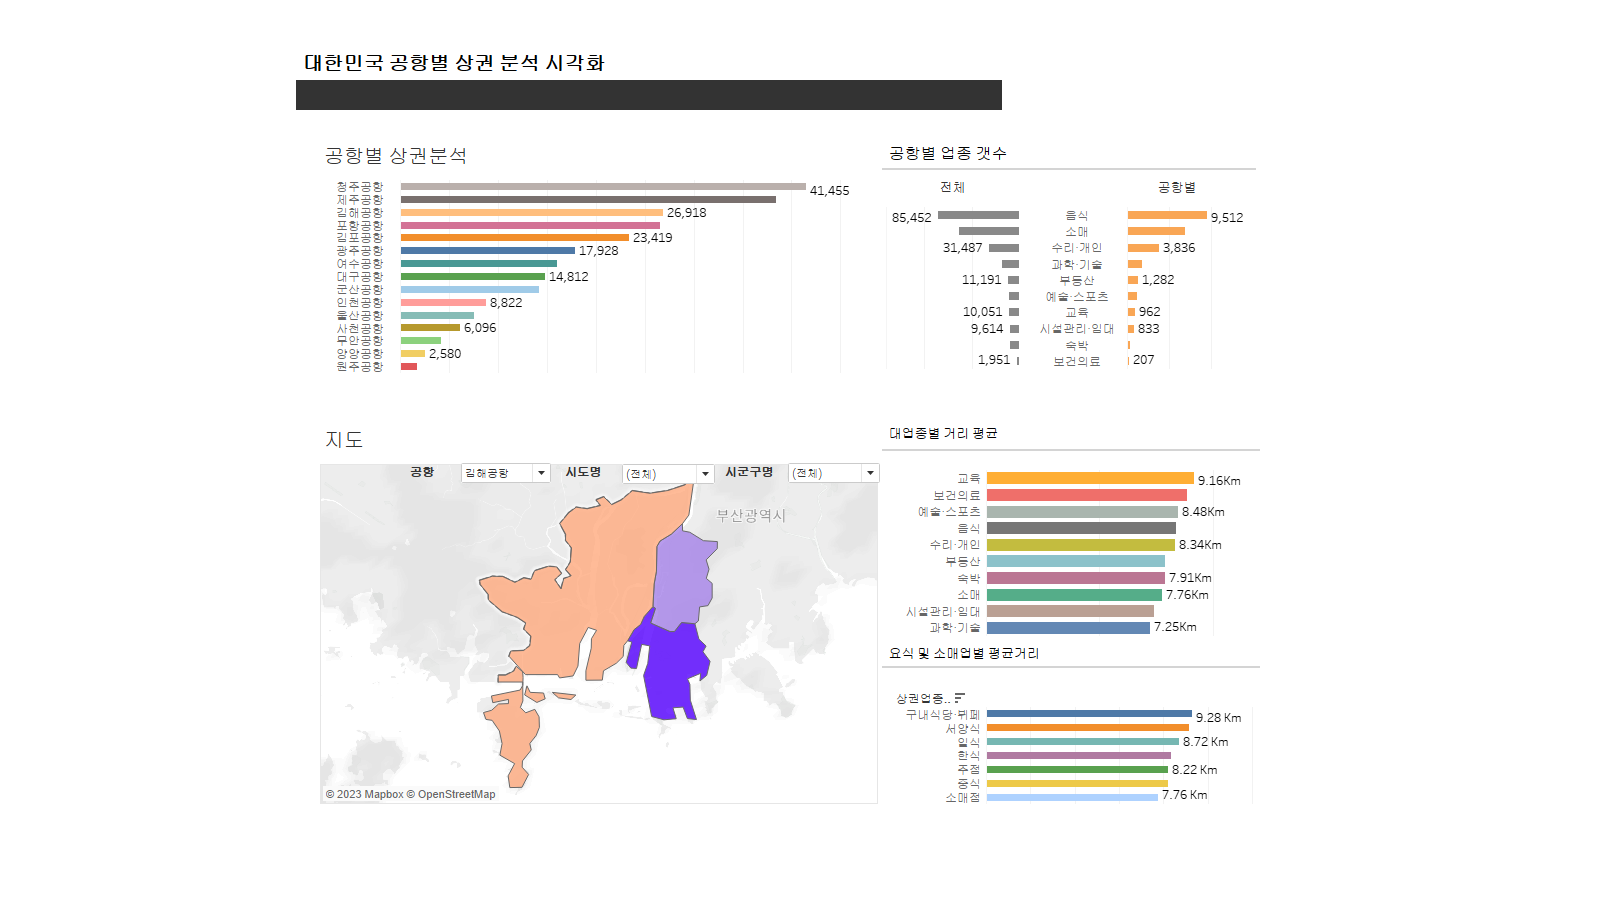 대한민국 공항별 상권 분석 시각화
공항별 상권분석
청주공항 41,455
제주공항
김해공항 26,918
포항공항
김포공항 23,419
광주공항 17,928
여수공항
대구공항 14,812
군산공항
인천공항 8,822
울산공항
사천공항 6,096
무안공항
양양공항 2,580
원주공항
공항별 업종 갯수
전체 공항별
85,452 음식 9,512
소매
31,487 수리·개인 3,836
과학·기술
11,191 부동산 1,282
예술·스포츠
10,051 교육 962
9,614 시설관리·임대 833
숙박
1,951 보건의료 207
지도
공항 김해공항 시도명 (전체) 시군구명 (전체)
부산광역시
© 2023 Mapbox © OpenStreetMap
대업종별 거리 평균
교육 9.16Km
보건의료
예술·스포츠 8.48Km
음식
수리·개인 8.34Km
부동산
숙박 7.91Km
소매 7.76Km
시설관리·임대
과학·기술 7.25Km
요식 및 소매업별 평균거리
상권업종..
구내식당·뷔페 9.28 Km
서양식
일식 8.72 Km
한식
주점 8.22 Km
중식
소매점 7.76 Km